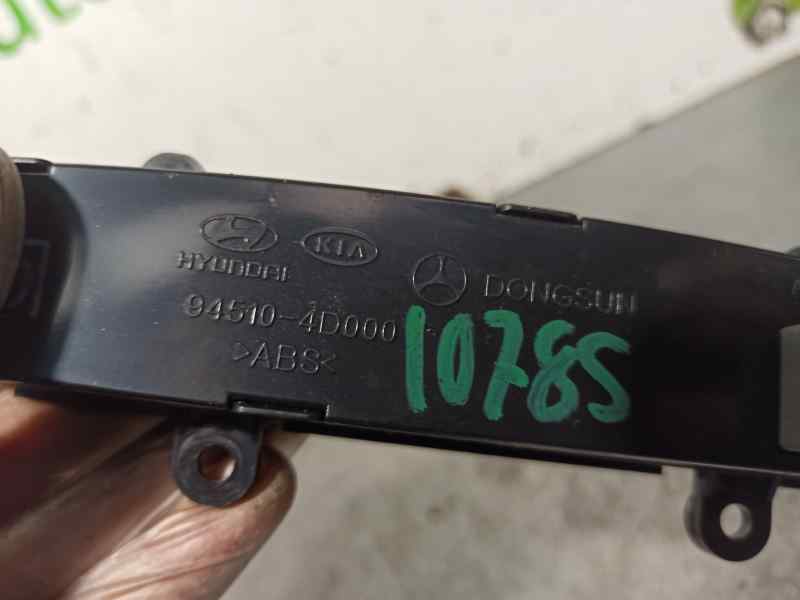 HYUNDAI
KIA
DONGSUN
94510-4D000
>ABS<
10785